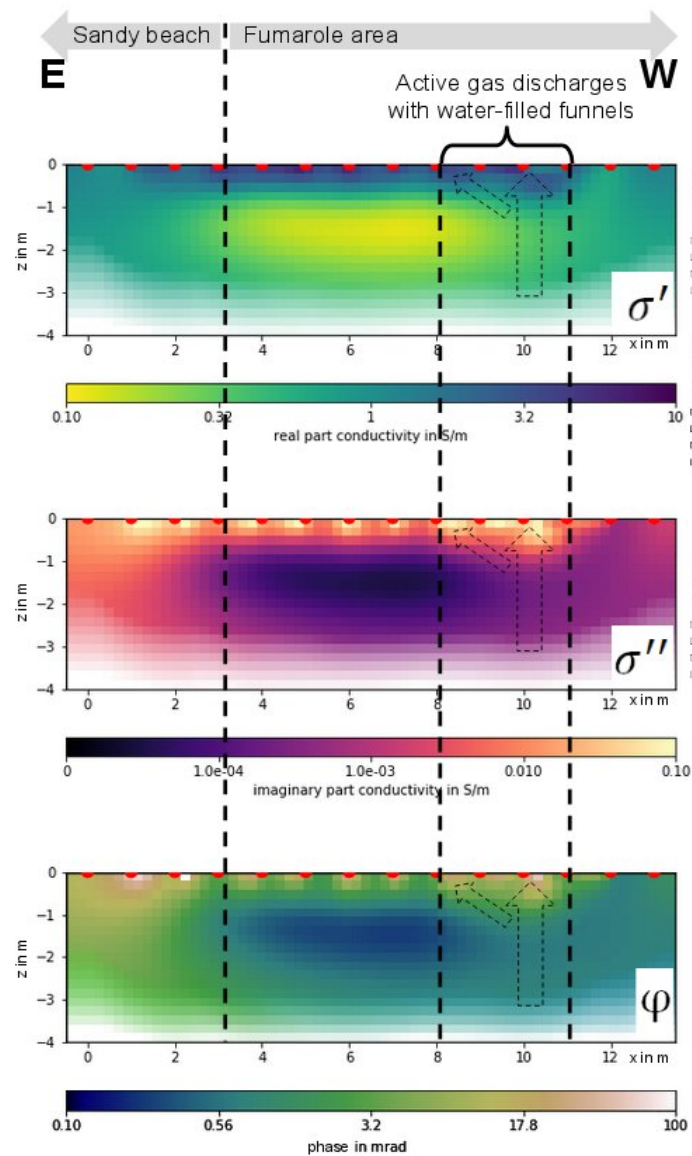 Sandy beach Fumarole area
E W
Active gas discharges
with water-filled funnels
0
−1
−2
−3
−4
z in m
σ′
0 2 4 6 8 10 12 x in m
0.10 0.32 1 3.2 10
real part conductivity in S/m
0
−1
−2
−3
−4
z in m
σ′′
0 2 4 6 8 10 12 x in m
0 1.0e-04 1.0e-03 0.010 0.10
imaginary part conductivity in S/m
0
−1
−2
−3
−4
z in m
φ
0 2 4 6 8 10 12 x in m
0.10 0.56 3.2 17.8 100
phase in mrad